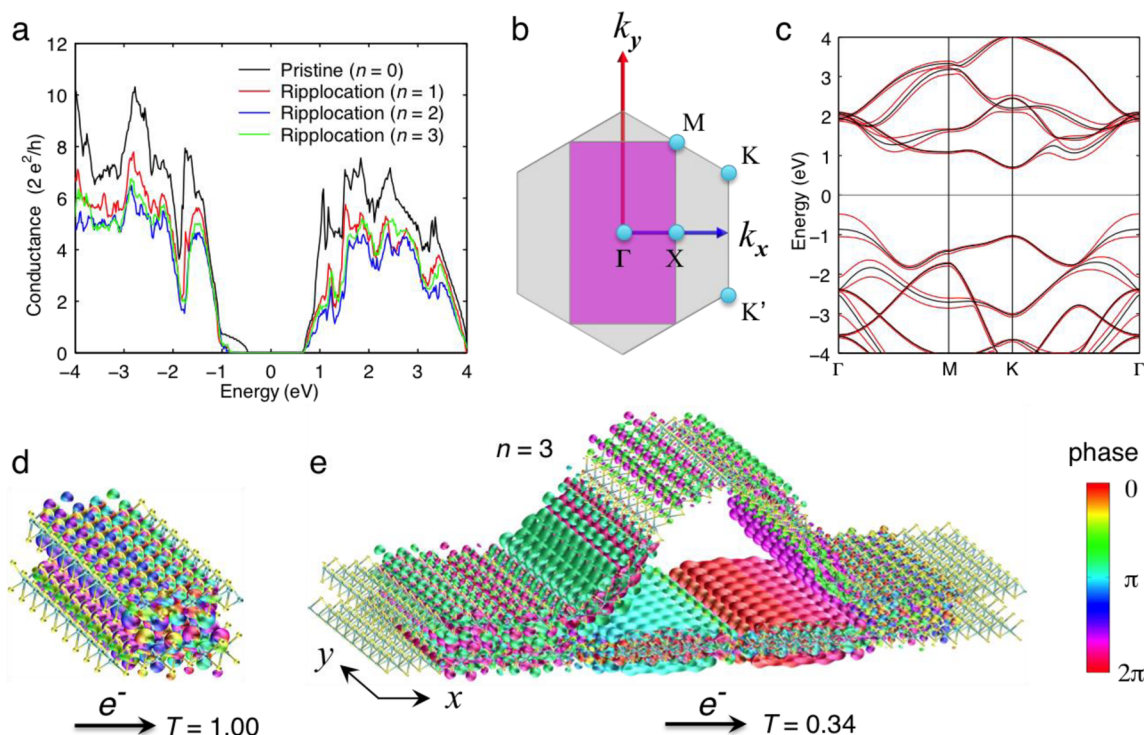 a
12
10
8
6
4
2
0
Conductance (2 e²/h)
Pristine (n = 0)
Ripplocation (n = 1)
Ripplocation (n = 2)
Ripplocation (n = 3)
−4 −3 −2 −1 0 1 2 3 4
Energy (eV)
b
k_y
M
K
k_x
Γ X
K'
c
4
3
2
1
0
−1
−2
−3
−4
Energy (eV)
Γ M K Γ
d
e⁻
T = 1.00
e
n = 3
y
x
e⁻
T = 0.34
phase
0
π
2π